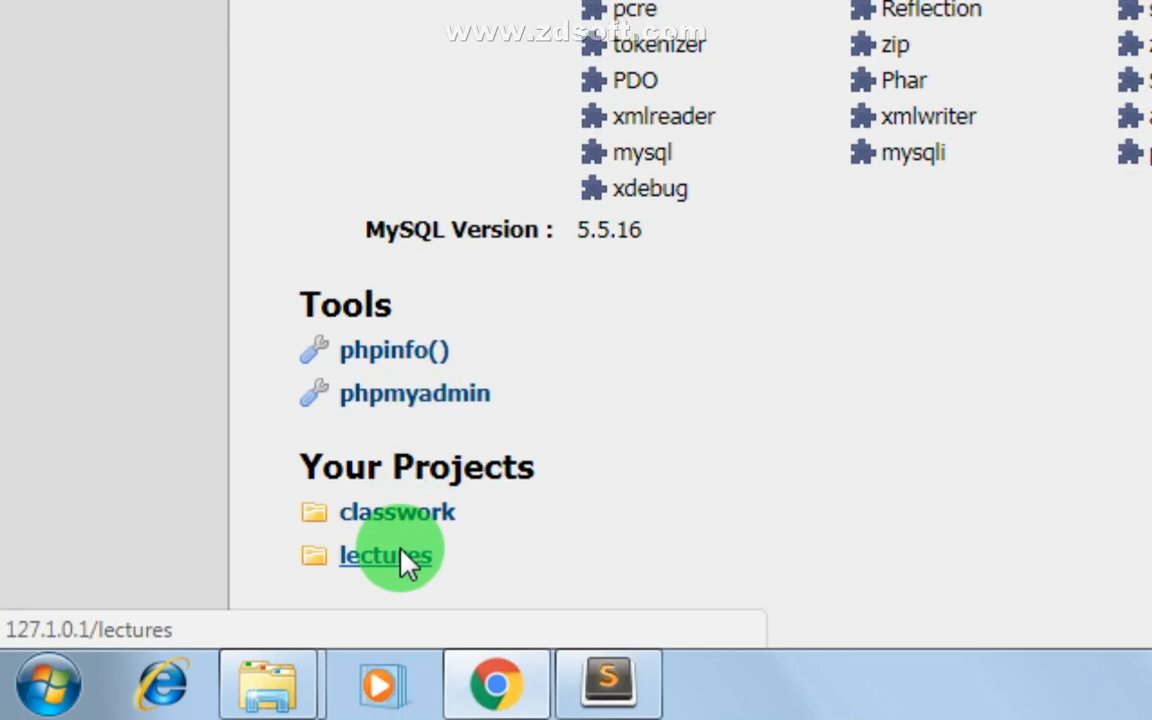 pcre Reflection
www.zdsoft.com
tokenizer zip
PDO Phar
xmlreader xmlwriter
mysql mysqli
xdebug
MySQL Version : 5.5.16
Tools
phpinfo()
phpmyadmin
Your Projects
classwork
lectures
127.1.0.1/lectures
S